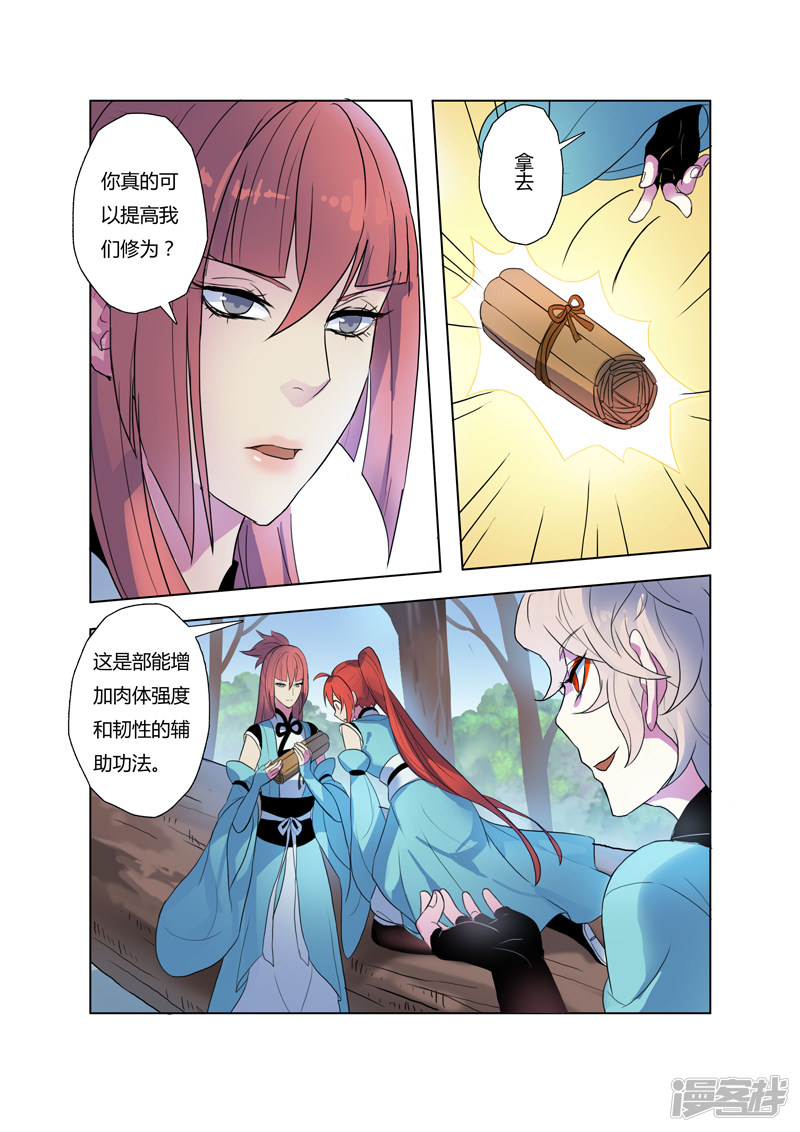 你真的可
以提高我
们修为？
拿去
这是部能增
加肉体强度
和韧性的辅
助功法。
漫客栈